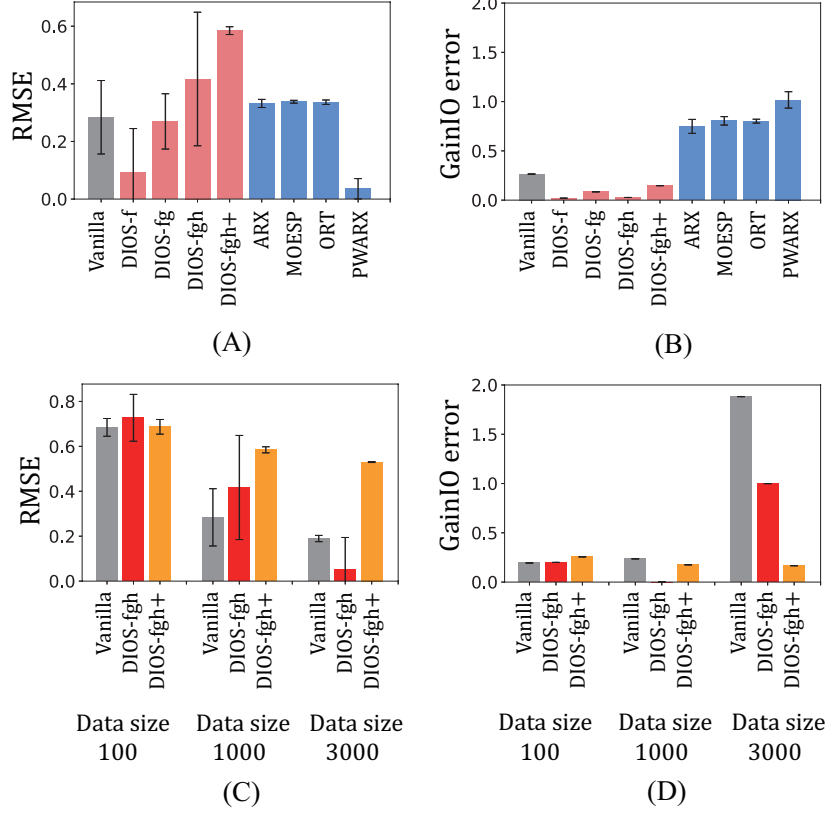 RMSE
0.6
0.4
0.2
0.0
Vanilla
DIOS-f
DIOS-fg
DIOS-fgh
DIOS-fgh+
ARX
MOESP
ORT
PWARX
(A)
GainIO error
2.0
1.5
1.0
0.5
0.0
Vanilla
DIOS-f
DIOS-fg
DIOS-fgh
DIOS-fgh+
ARX
MOESP
ORT
PWARX
(B)
RMSE
0.8
0.6
0.4
0.2
0.0
Vanilla
DIOS-fgh
DIOS-fgh+
Vanilla
DIOS-fgh
DIOS-fgh+
Vanilla
DIOS-fgh
DIOS-fgh+
Data size
100
Data size
1000
Data size
3000
(C)
GainIO error
2.0
1.5
1.0
0.5
0.0
Vanilla
DIOS-fgh
DIOS-fgh+
Vanilla
DIOS-fgh
DIOS-fgh+
Vanilla
DIOS-fgh
DIOS-fgh+
Data size
100
Data size
1000
Data size
3000
(D)